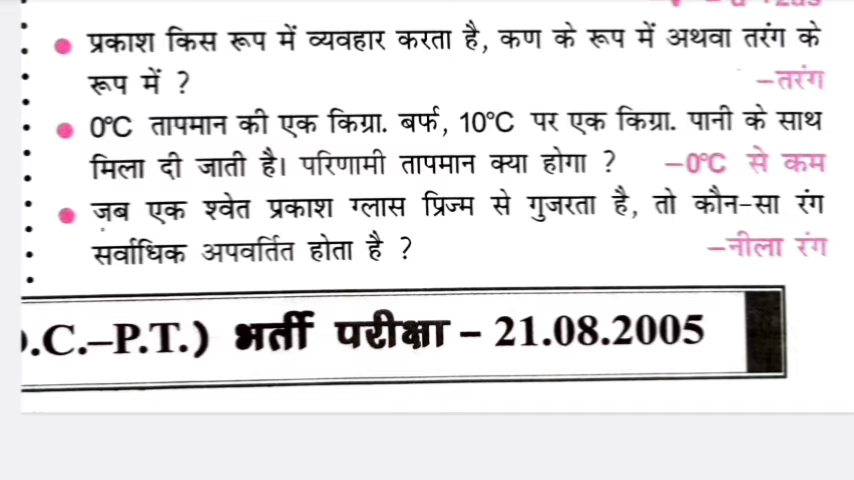 प्रकाश किस रूप में व्यवहार करता है, कण के रूप में अथवा तरंग के
रूप में ? –तरंग
0°C तापमान की एक किग्रा. बर्फ, 10°C पर एक किग्रा. पानी के साथ
मिला दी जाती है। परिणामी तापमान क्या होगा ? –0°C से कम
जब एक श्वेत प्रकाश ग्लास प्रिज्म से गुजरता है, तो कौन-सा रंग
सर्वाधिक अपवर्तित होता है ? –नीला रंग
.C.–P.T.) भर्ती परीक्षा – 21.08.2005